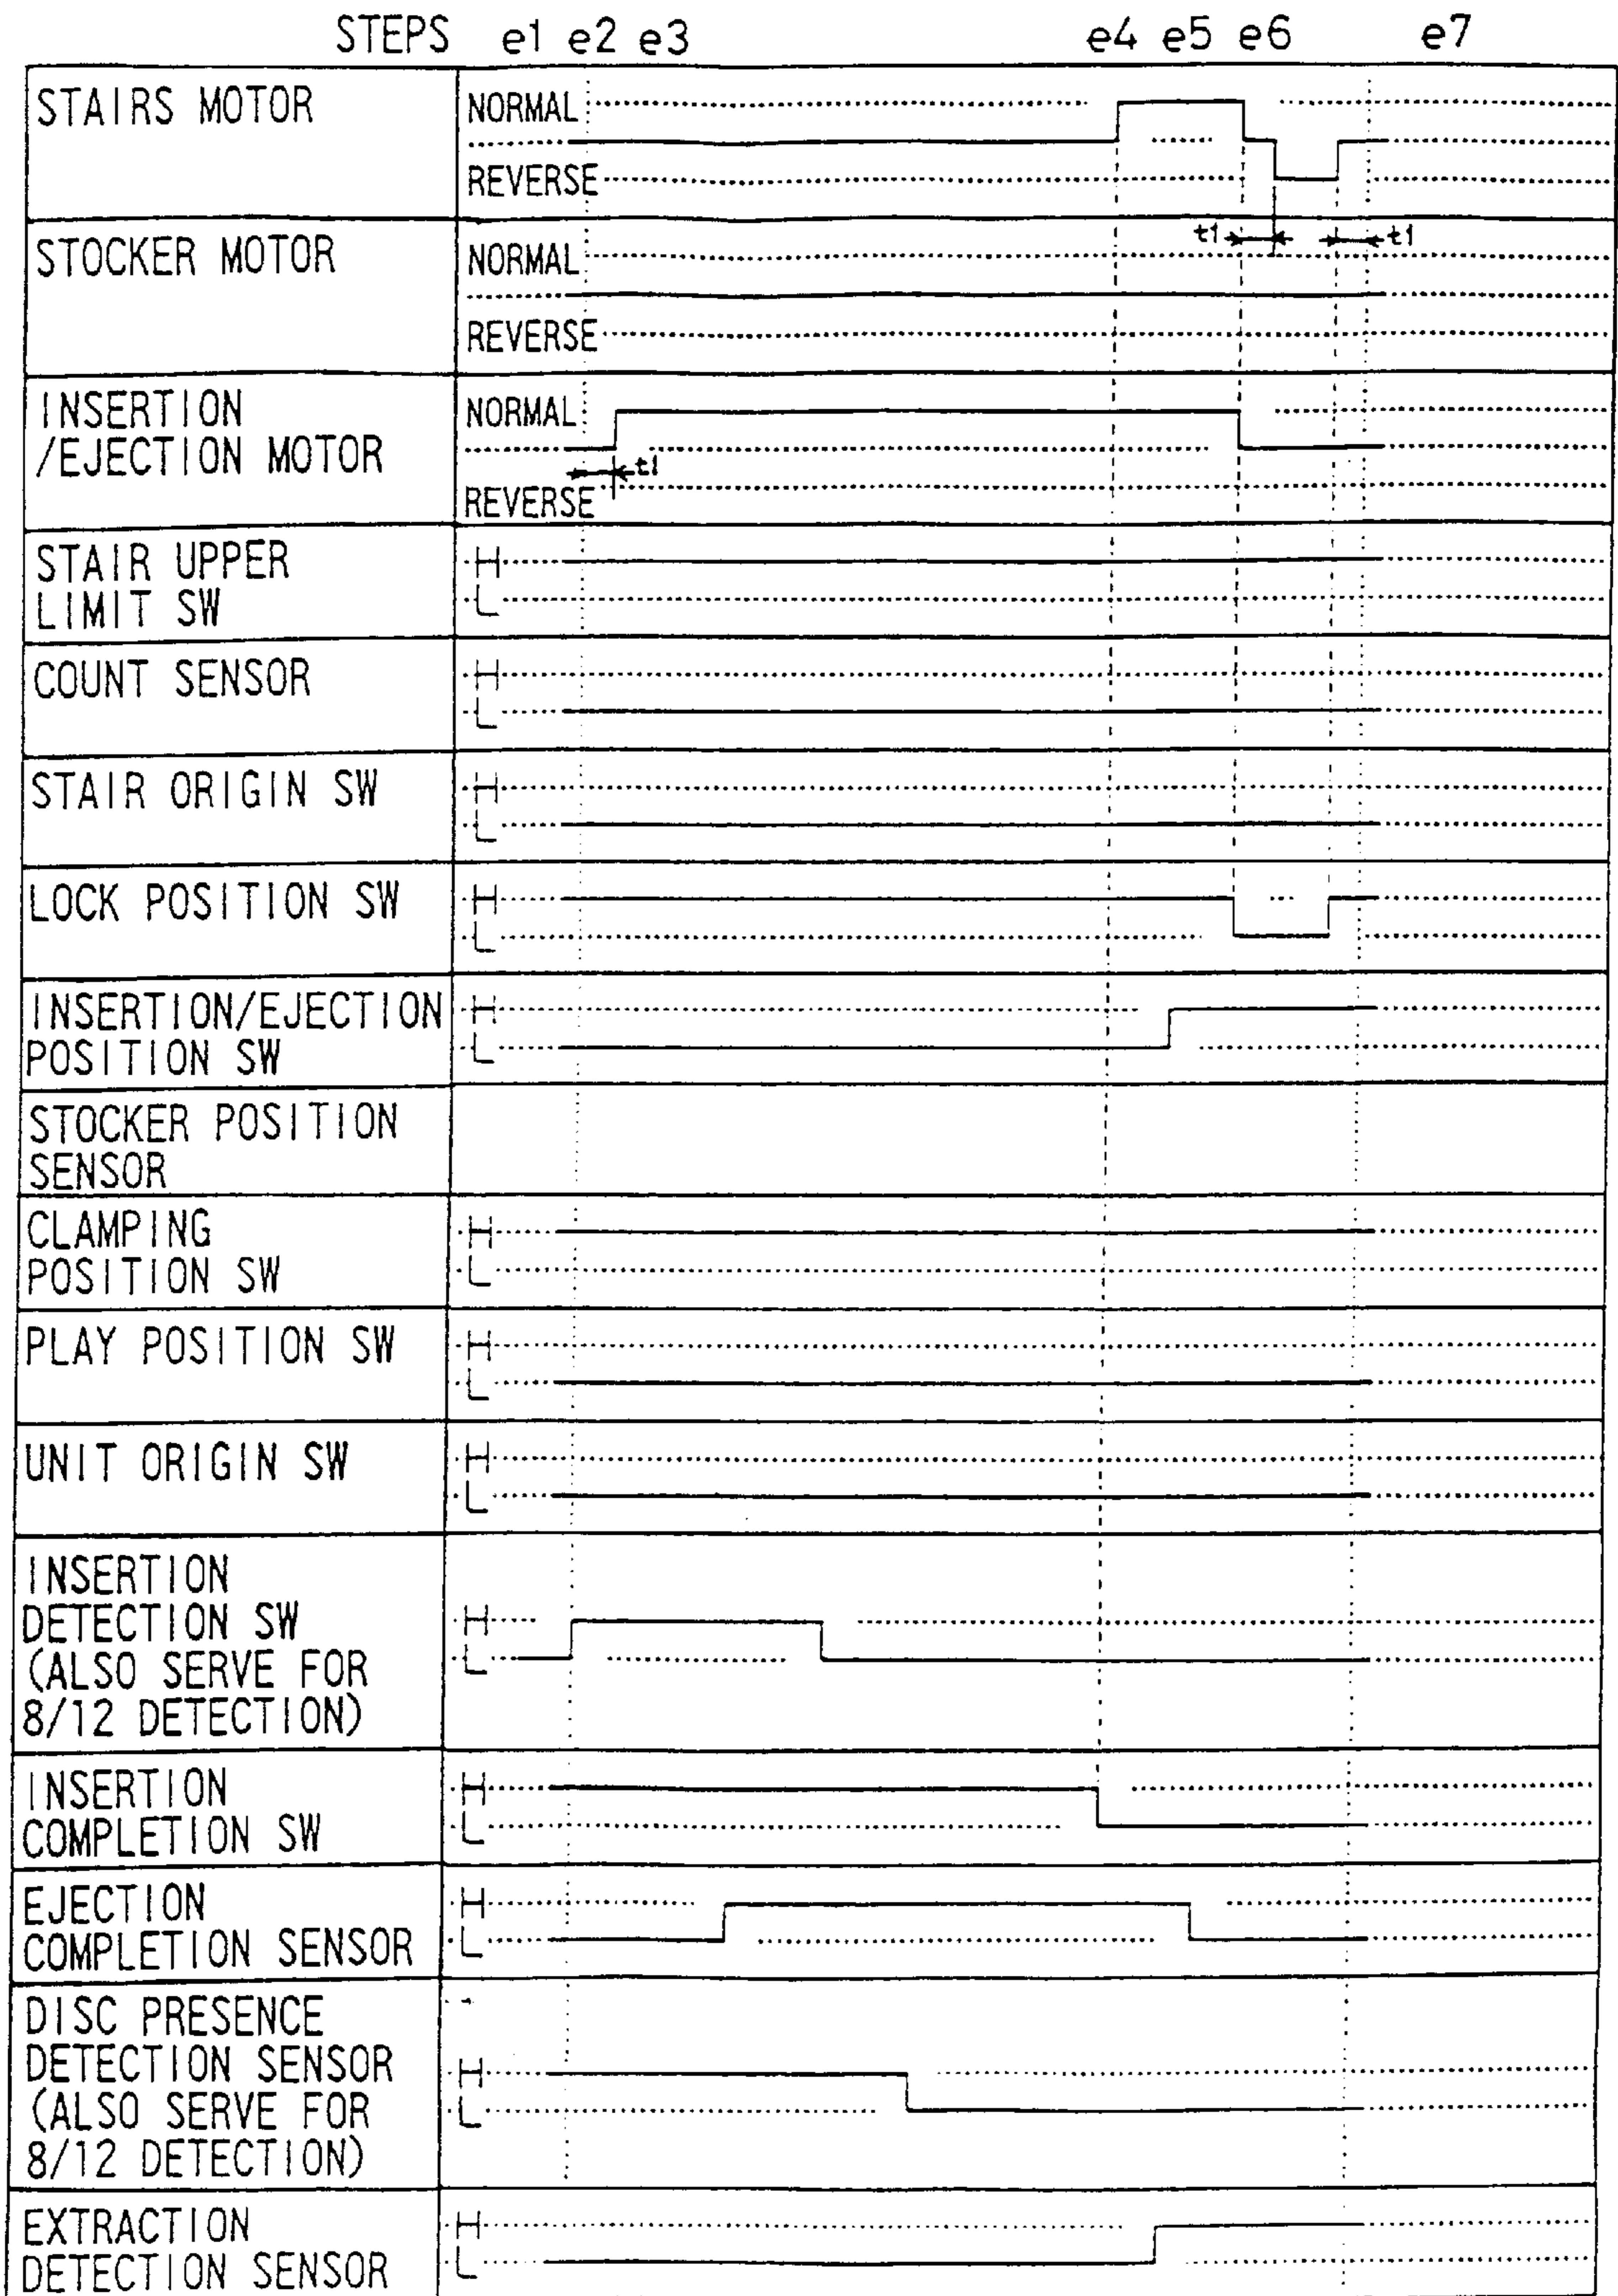 STEPS e1 e2 e3 e4 e5 e6 e7
STAIRS MOTOR
NORMAL
REVERSE
t1 t1
STOCKER MOTOR
NORMAL
REVERSE
INSERTION
/EJECTION MOTOR
NORMAL
t1
REVERSE
STAIR UPPER
LIMIT SW
H
L
COUNT SENSOR
H
L
STAIR ORIGIN SW
H
L
LOCK POSITION SW
H
L
INSERTION/EJECTION
POSITION SW
H
L
STOCKER POSITION
SENSOR
CLAMPING
POSITION SW
H
L
PLAY POSITION SW
H
L
UNIT ORIGIN SW
H
L
INSERTION
DETECTION SW
(ALSO SERVE FOR
8/12 DETECTION)
H
L
INSERTION
COMPLETION SW
H
L
EJECTION
COMPLETION SENSOR
H
L
DISC PRESENCE
DETECTION SENSOR
(ALSO SERVE FOR
8/12 DETECTION)
H
L
EXTRACTION
DETECTION SENSOR
H
L